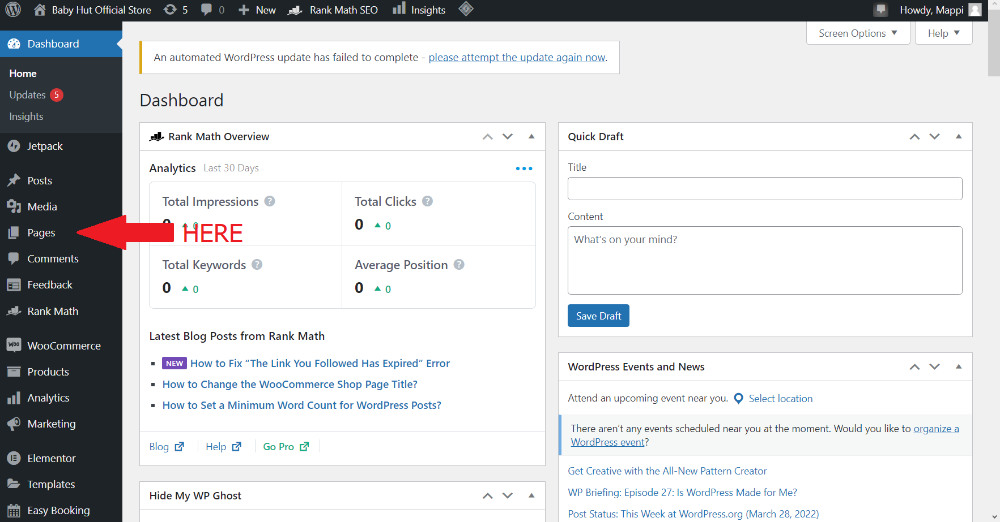 Baby Hut Official Store 5 0 New Rank Math SEO Insights Howdy, Mappi
Screen Options Help
Dashboard
Home
Updates 5
Insights
Jetpack
Posts
Media
Pages
Comments
Feedback
Rank Math
WOO WooCommerce
Products
Analytics
Marketing
Elementor
Templates
Easy Booking
An automated WordPress update has failed to complete - please attempt the update again now.
Dashboard
Rank Math Overview
Analytics Last 30 Days
Total Impressions ?
0 0
HERE
Total Clicks ?
0 0
Total Keywords ?
0 0
Average Position ?
0 0
Latest Blog Posts from Rank Math
NEW How to Fix “The Link You Followed Has Expired” Error
How to Change the WooCommerce Shop Page Title?
How to Set a Minimum Word Count for WordPress Posts?
Blog Help Go Pro
Hide My WP Ghost
Quick Draft
Title
Content
What’s on your mind?
Save Draft
WordPress Events and News
Attend an upcoming event near you. Select location
There aren’t any events scheduled near you at the moment. Would you like to organize a
WordPress event?
Get Creative with the All-New Pattern Creator
WP Briefing: Episode 27: Is WordPress Made for Me?
Post Status: This Week at WordPress.org (March 28, 2022)